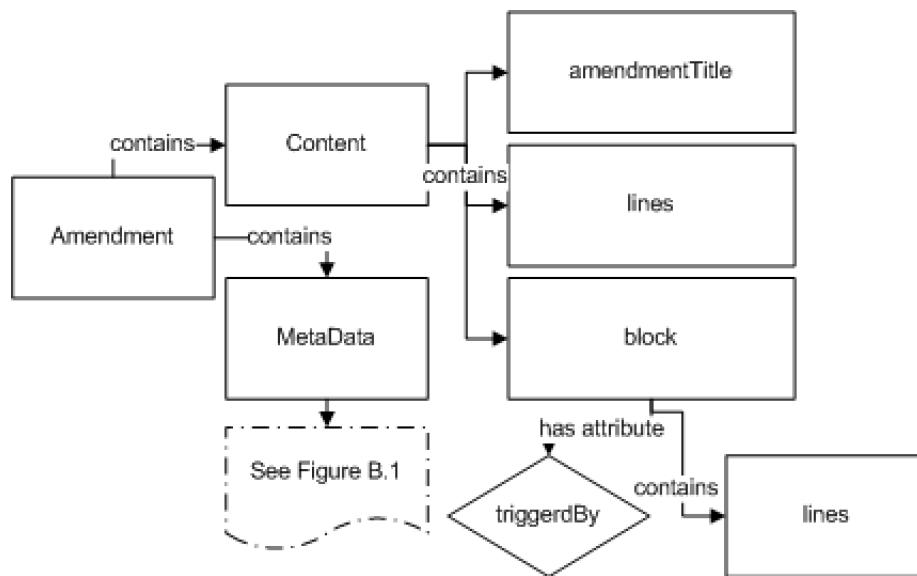 amendmentTitle
contains
Content
contains
lines
Amendment
contains
MetaData
block
has attribute
See Figure B.1
triggerdBy
contains
lines